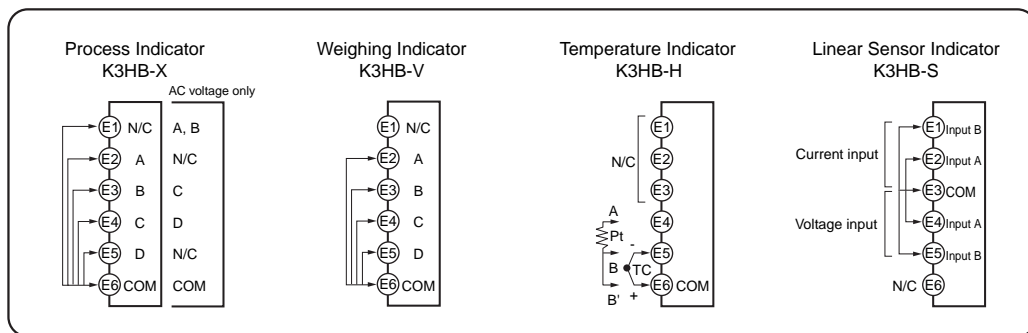 Process Indicator
K3HB-X
AC voltage only
E1 N/C A, B
E2 A N/C
E3 B C
E4 C D
E5 D N/C
E6 COM COM
Weighing Indicator
K3HB-V
E1 N/C
E2 A
E3 B
E4 C
E5 D
E6 COM
Temperature Indicator
K3HB-H
E1
N/C E2
E3
A E4
Pt
- E5
B TC
B' + E6 COM
Linear Sensor Indicator
K3HB-S
E1 Input B
Current input E2 Input A
E3 COM
Voltage input E4 Input A
E5 Input B
N/C E6